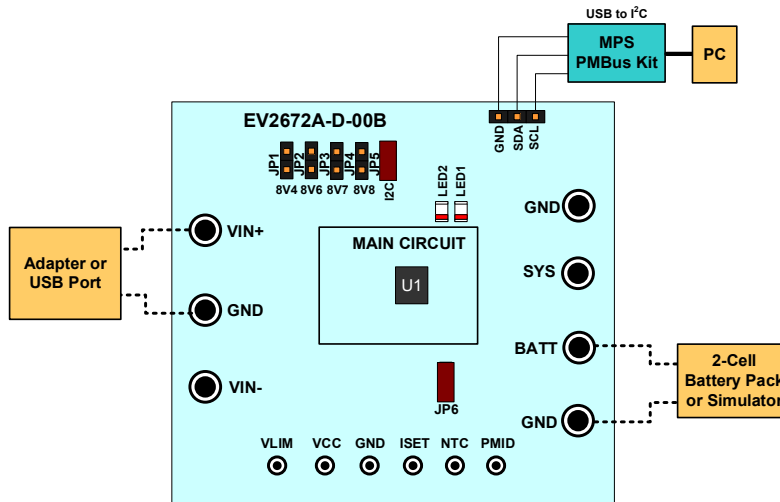 USB to I²C
MPS
PMBus Kit
PC
EV2672A-D-00B
GND
SDA
SCL
JP1
JP2
JP3
JP4
JP5
8V4
8V6
8V7
8V8
I2C
LED2
LED1
VIN+
GND
VIN-
Adapter or
USB Port
MAIN CIRCUIT
U1
GND
SYS
BATT
GND
2-Cell
Battery Pack
or Simulator
JP6
VLIM
VCC
GND
ISET
NTC
PMID